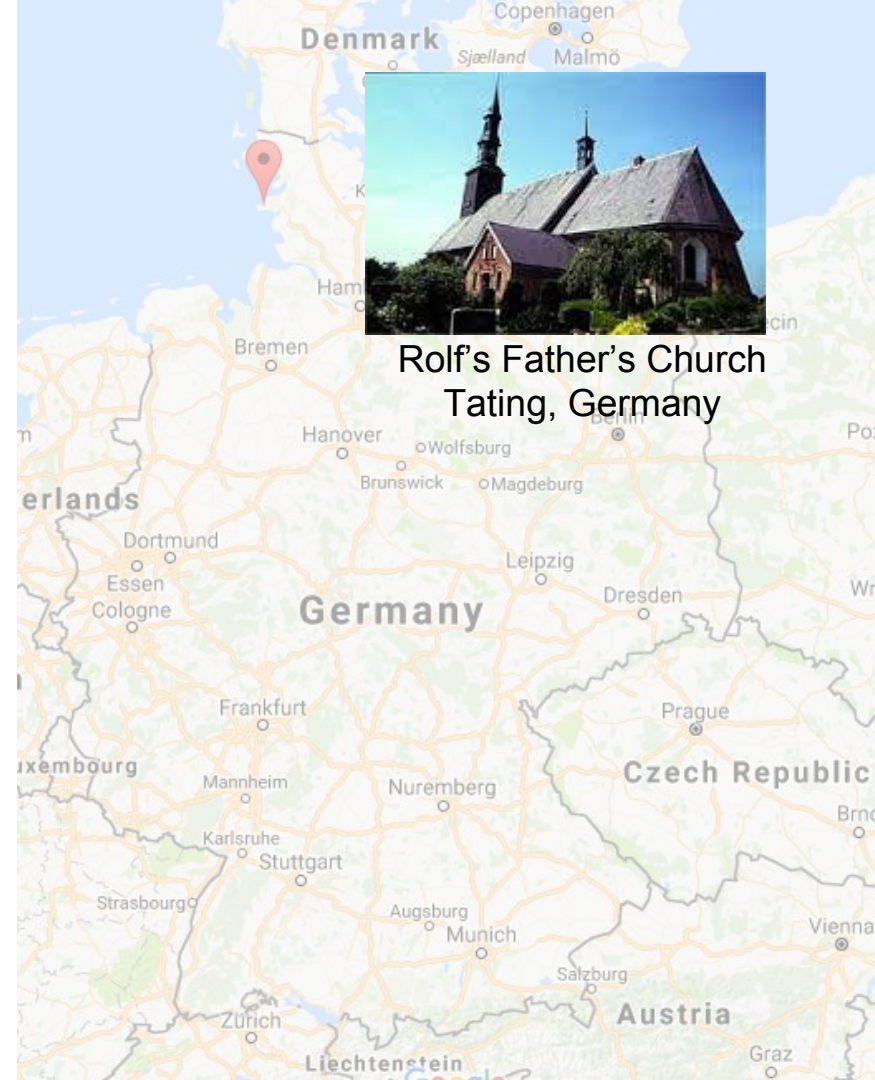 Copenhagen
Denmark
Sjælland
Malmö
Rolf’s Father’s Church
Tating, Germany
Bremen
Berlin
Hanover
Wolfsburg
Brunswick
Magdeburg
erlands
Dortmund
Essen
Cologne
Leipzig
Dresden
Germany
Frankfurt
Prague
uxembourg
Czech Republic
Mannheim
Nuremberg
Karlsruhe
Stuttgart
Strasbourg
Augsburg
Munich
Vienna
Salzburg
Austria
Zürich
Liechtenstein
Graz